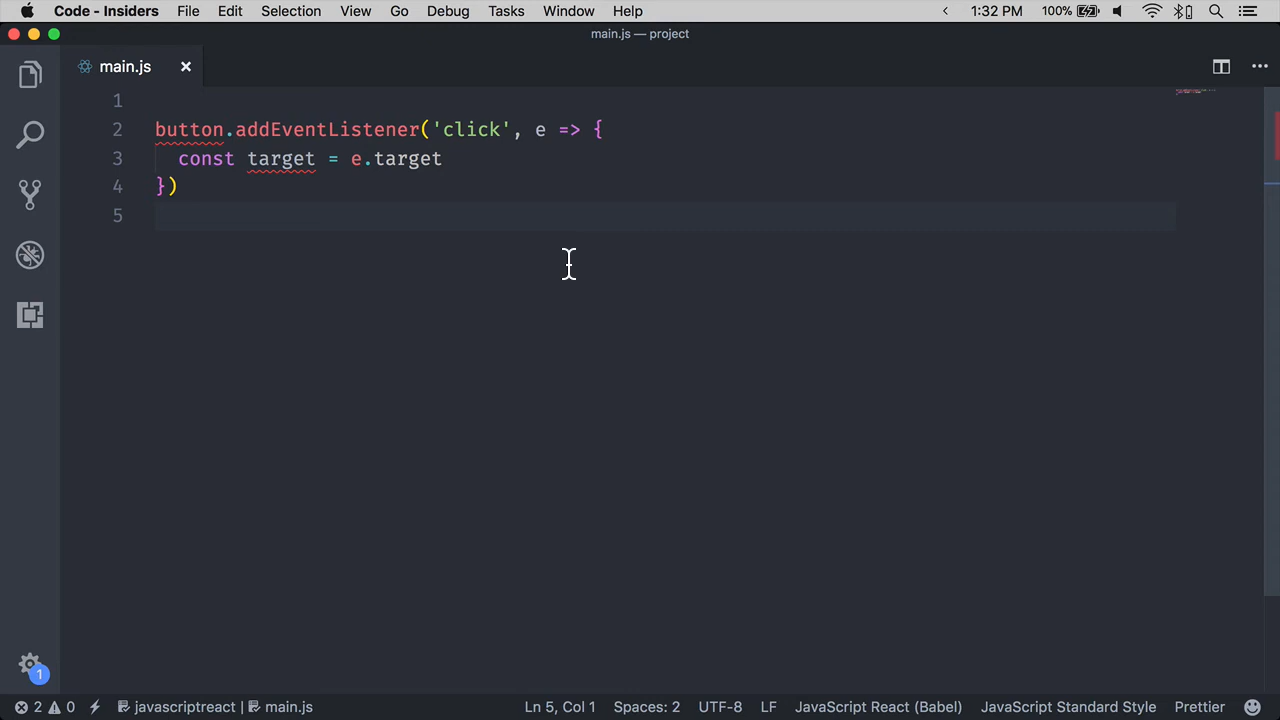 Code - Insiders File Edit Selection View Go Debug Tasks Window Help 1:32 PM 100%
main.js — project
main.js
1
2 button.addEventListener('click', e => {
3 const target = e.target
4 })
5
1
2 0 javascriptreact | main.js Ln 5, Col 1 Spaces: 2 UTF-8 LF JavaScript React (Babel) JavaScript Standard Style Prettier